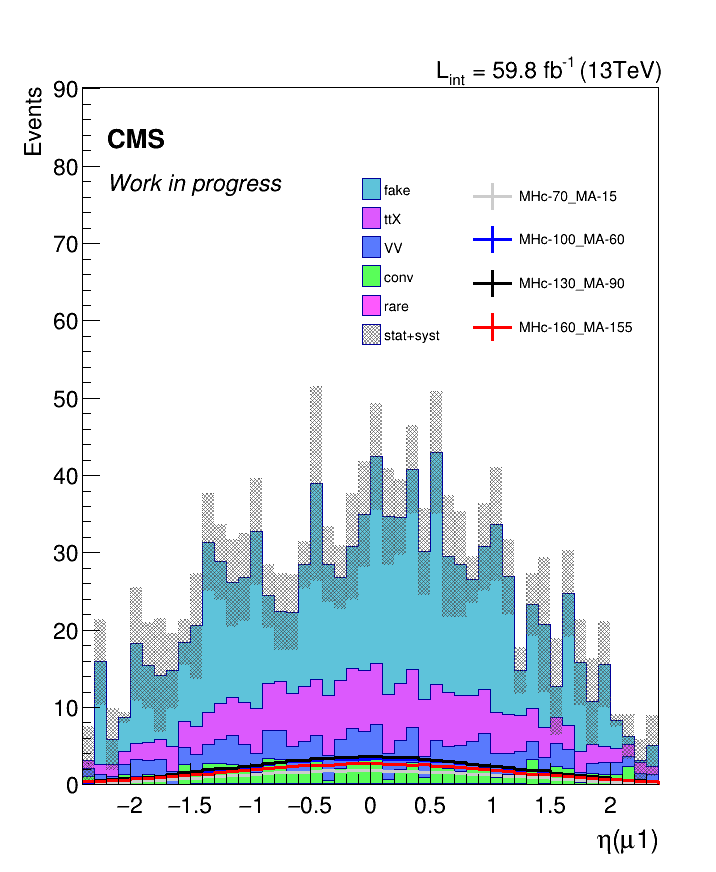 L_int = 59.8 fb^-1 (13TeV)
Events
90
80
70
60
50
40
30
20
10
0
CMS
Work in progress
fake
ttX
VV
conv
rare
stat+syst
MHc-70_MA-15
MHc-100_MA-60
MHc-130_MA-90
MHc-160_MA-155
−2 −1.5 −1 −0.5 0 0.5 1 1.5 2
η(μ1)